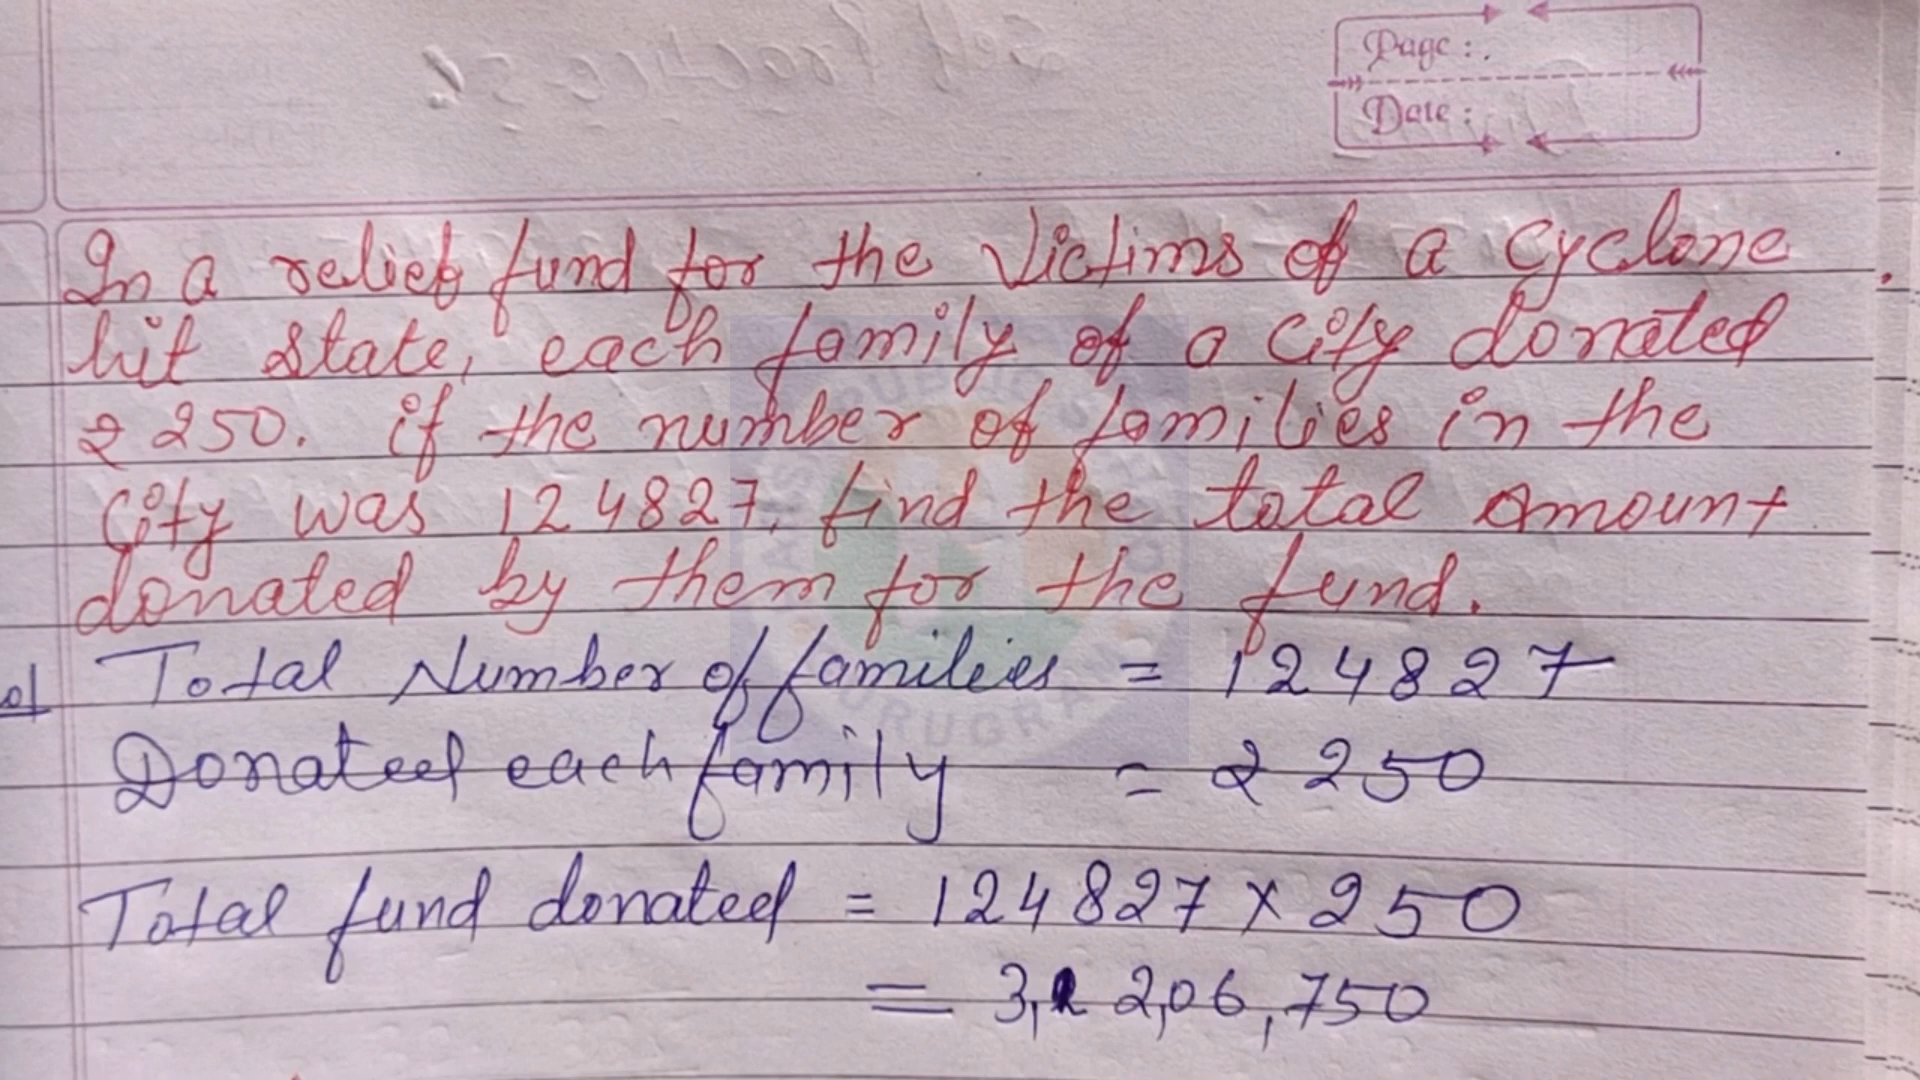 Page :
Date :
In a relief fund for the victims of a cyclone
hit state, each family of a city donated
₹ 250. if the number of families in the
City was 124827, find the total amount
donated by them for the fund.
Total Number of families = 124827
Donated each family = ₹ 250
Total fund donated = 124827 x 250
= 3,12,06,750